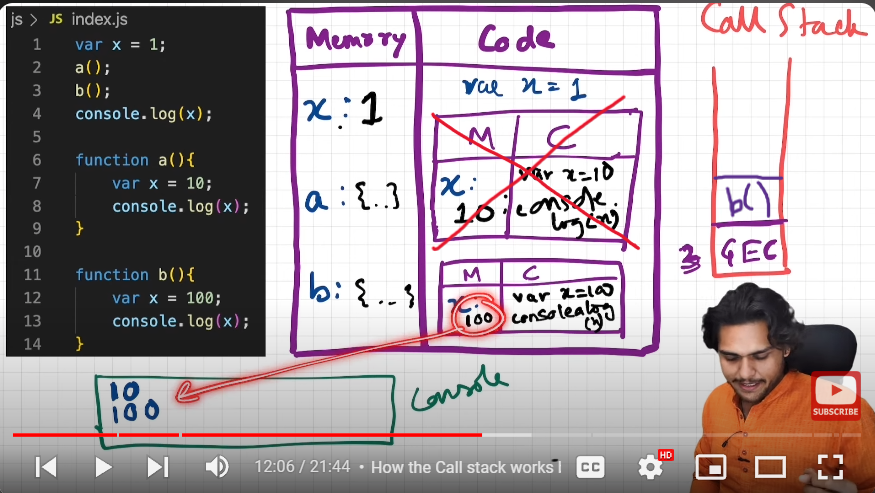 js > JS index.js
1 var x = 1;
2 a();
3 b();
4 console.log(x);
5
6 function a(){
7 var x = 10;
8 console.log(x);
9 }
10
11 function b(){
12 var x = 100;
13 console.log(x);
14 }
Memory
Code
x: 1
a: {..}
b: {...}
var x = 1
M C
x:
10
var x=10
console.
log(x)
M C
x:
100
var x=100
console.log
(x)
Call Stack
b()
GEC
10
100
Console
SUBSCRIBE
12:06 / 21:44 • How the Call stack works I
CC
HD